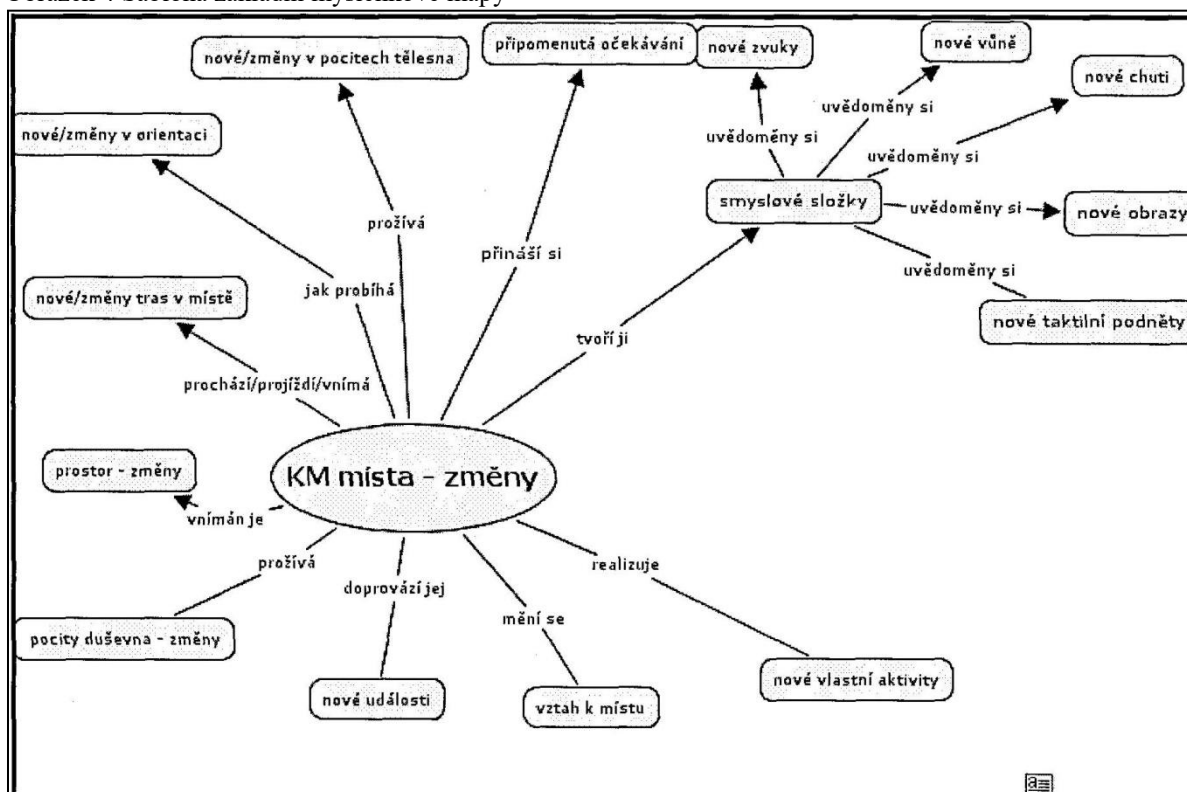 nové/změny v pocitech tělesna
připomenutá očekávání
nové zvuky
nové vůně
nové chuti
nové/změny v orientaci
uvědoměny si
uvědoměny si
uvědoměny si
smyslové složky
uvědoměny si
nové obrazy
prožívá
přináší si
uvědoměny si
nové/změny tras v místě
jak probíhá
nové taktilní podněty
tvoří ji
prochází/projíždí/vnímá
prostor - změny
KM místa - změny
vnímán je
prožívá
doprovází jej
realizuje
mění se
pocity duševna - změny
nové události
vztah k místu
nové vlastní aktivity
a